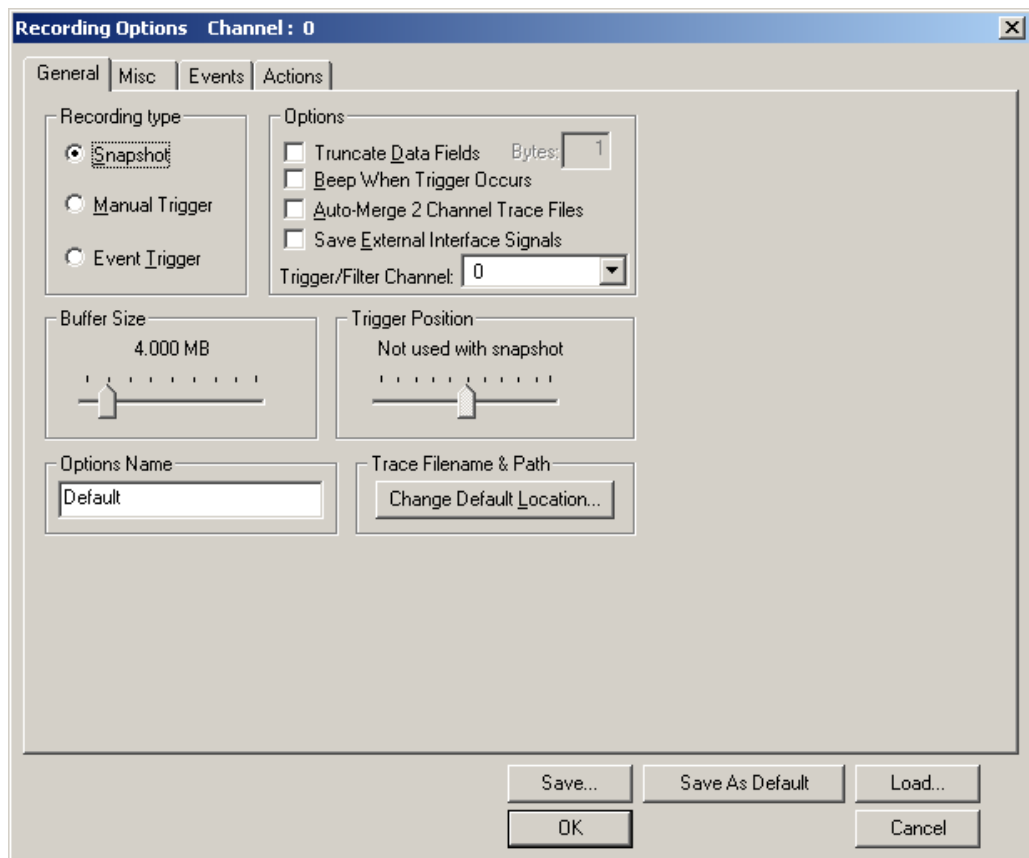 Recording Options Channel: 0
General Misc Events Actions
Recording type
Snapshot
Manual Trigger
Event Trigger
Options
Truncate Data Fields Bytes: 1
Beep When Trigger Occurs
Auto-Merge 2 Channel Trace Files
Save External Interface Signals
Trigger/Filter Channel: 0
Buffer Size
4.000 MB
Trigger Position
Not used with snapshot
Options Name
Default
Trace Filename & Path
Change Default Location...
Save... Save As Default Load...
OK Cancel